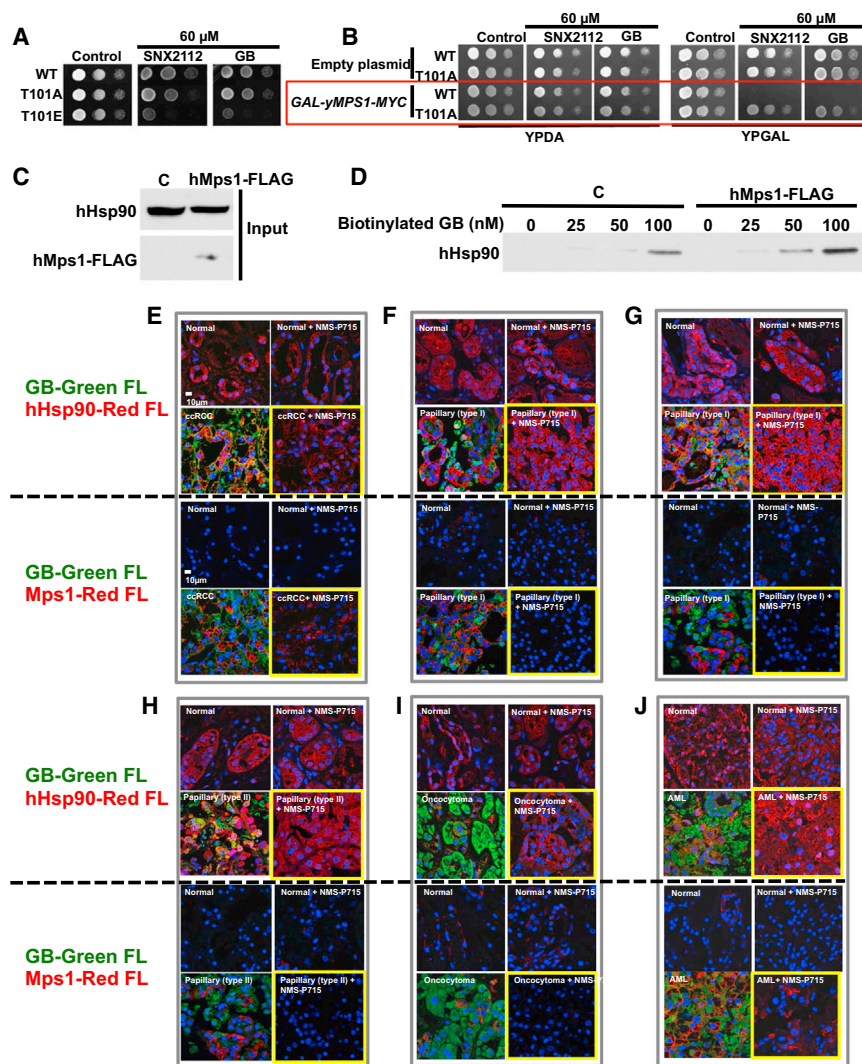 A
60 µM
Control
SNX2112
GB
WT
T101A
T101E
B
60 µM
60 µM
Control
SNX2112
GB
Control
SNX2112
GB
Empty plasmid
WT
T101A
GAL-yMPS1-MYC
WT
T101A
YPDA
YPGAL
C
C
hMps1-FLAG
hHsp90
hMps1-FLAG
Input
D
C
hMps1-FLAG
Biotinylated GB (nM)
0
25
50
100
0
25
50
100
hHsp90
E
F
G
GB-Green FL
hHsp90-Red FL
Normal
Normal + NMS-P715
10µm
ccRCC
ccRCC + NMS-P715
Normal
Normal + NMS-P715
Papillary (type I)
Papillary (type I)
+ NMS-P715
Normal
Normal + NMS-P715
Papillary (type I)
Papillary (type I)
+ NMS-P715
GB-Green FL
Mps1-Red FL
Normal
Normal + NMS-P715
10µm
ccRCC
ccRCC+ NMS-P715
Normal
Normal + NMS-P715
Papillary (type I)
Papillary (type I)
+ NMS-P715
Normal
Normal + NMS-
P715
Papillary (type I)
Papillary (type I) +
NMS-P715
H
I
J
GB-Green FL
hHsp90-Red FL
Normal
Normal + NMS-P715
Papillary (type II)
Papillary (type II)
+ NMS-P715
Normal
Normal + NMS-P715
Oncocytoma
Oncocytoma +
NMS-P715
Normal
Normal + NMS-P715
AML
AML + NMS-P715
GB-Green FL
Mps1-Red FL
Normal
Normal + NMS-P715
Papillary (type II)
Papillary (type II) +
NMS-P715
Normal
Normal + NMS-P715
Oncocytoma
Oncocytoma + NMS-P715
Normal
Normal + NMS-P715
AML
AML+ NMS-P715